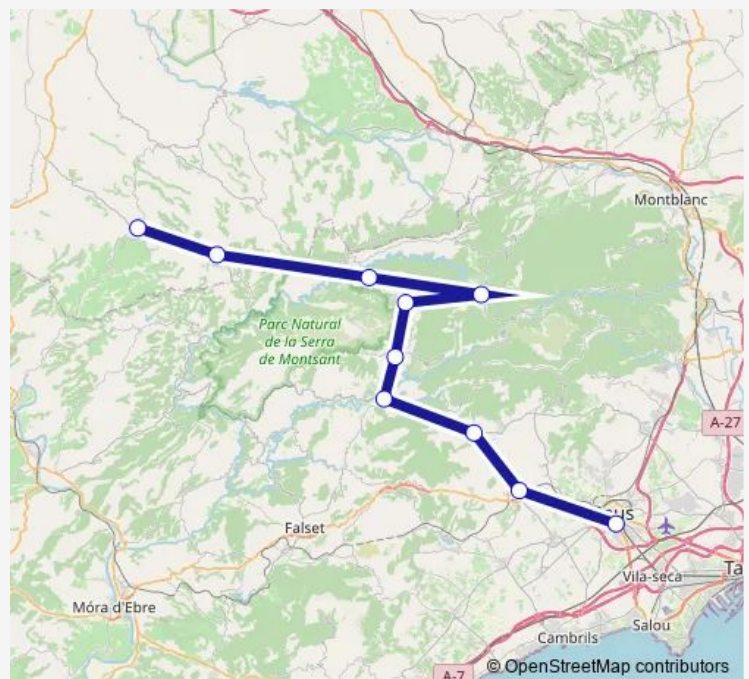 Montblanc
Parc Natural
de la Serra
de Montsant
A-27
Falset
Vila-seca
Móra d'Ebre
Salou
Cambrils
A-7
© OpenStreetMap contributors